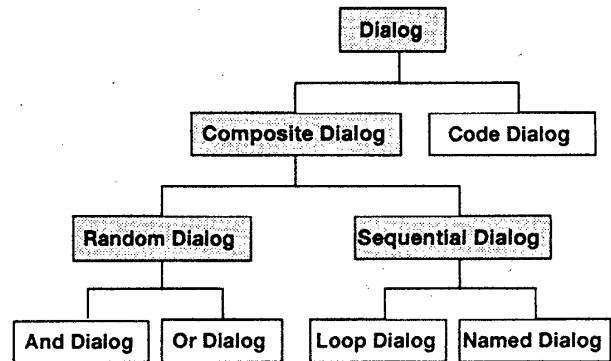 Dialog
Composite Dialog
Code Dialog
Random Dialog
Sequential Dialog
And Dialog
Or Dialog
Loop Dialog
Named Dialog